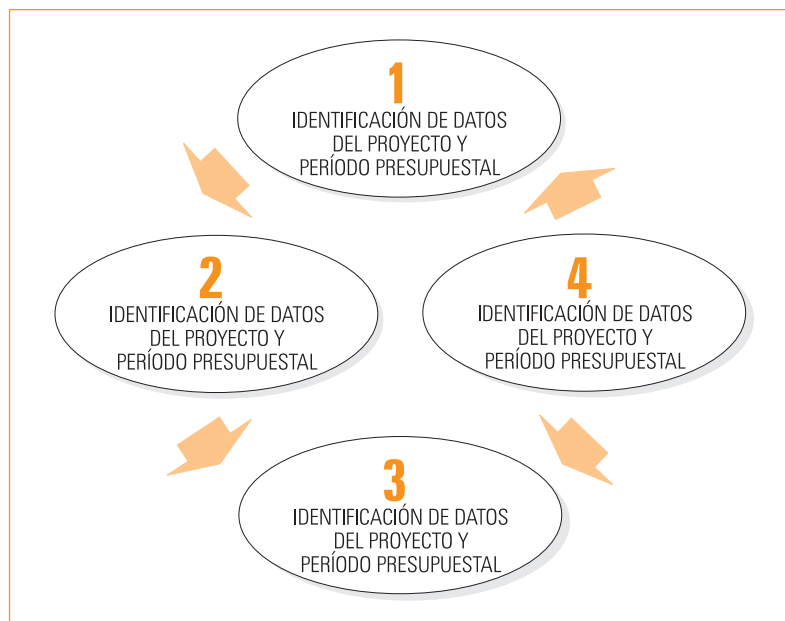 1
IDENTIFICACIÓN DE DATOS
DEL PROYECTO Y
PERÍODO PRESUPUESTAL
2
IDENTIFICACIÓN DE DATOS
DEL PROYECTO Y
PERÍODO PRESUPUESTAL
4
IDENTIFICACIÓN DE DATOS
DEL PROYECTO Y
PERÍODO PRESUPUESTAL
3
IDENTIFICACIÓN DE DATOS
DEL PROYECTO Y
PERÍODO PRESUPUESTAL